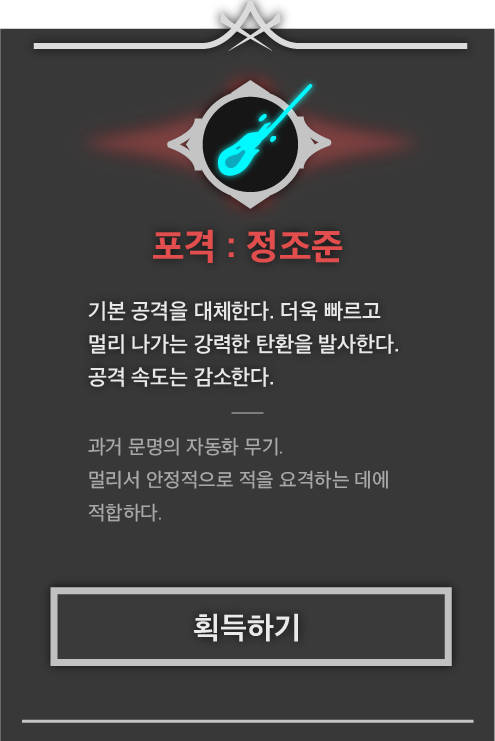 포격 : 정조준
기본 공격을 대체한다. 더욱 빠르고
멀리 나가는 강력한 탄환을 발사한다.
공격 속도는 감소한다.
과거 문명의 자동화 무기.
멀리서 안정적으로 적을 요격하는 데에
적합하다.
획득하기